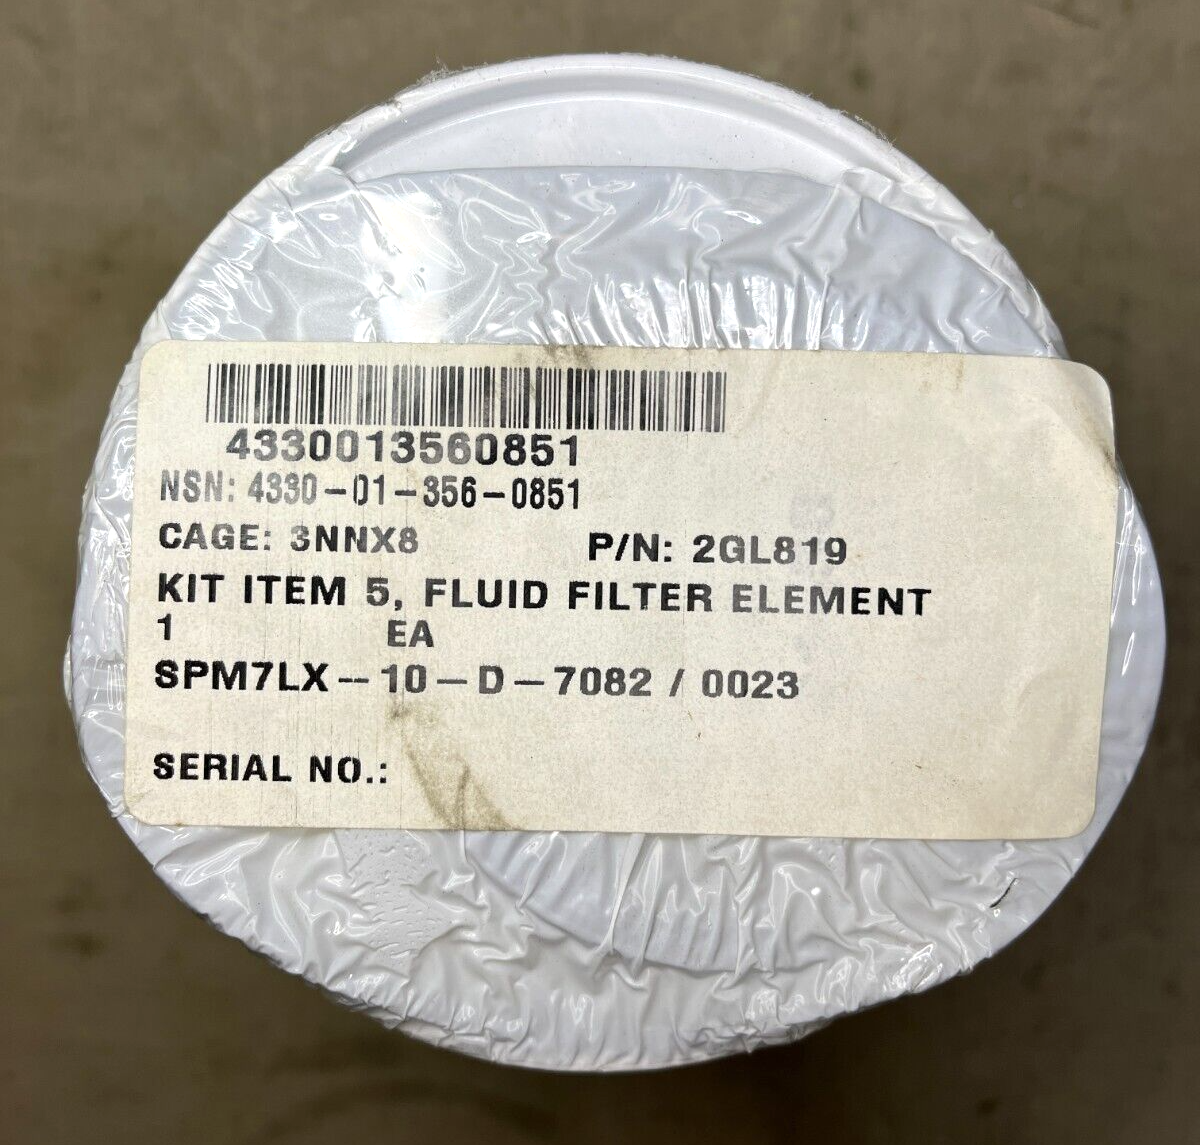 4330013560851
NSN: 4330-01-356-0851
CAGE: 3NNX8 P/N: 2GL819
KIT ITEM 5, FLUID FILTER ELEMENT
1 EA
SPM7LX-10-D-7082 / 0023
SERIAL NO.: